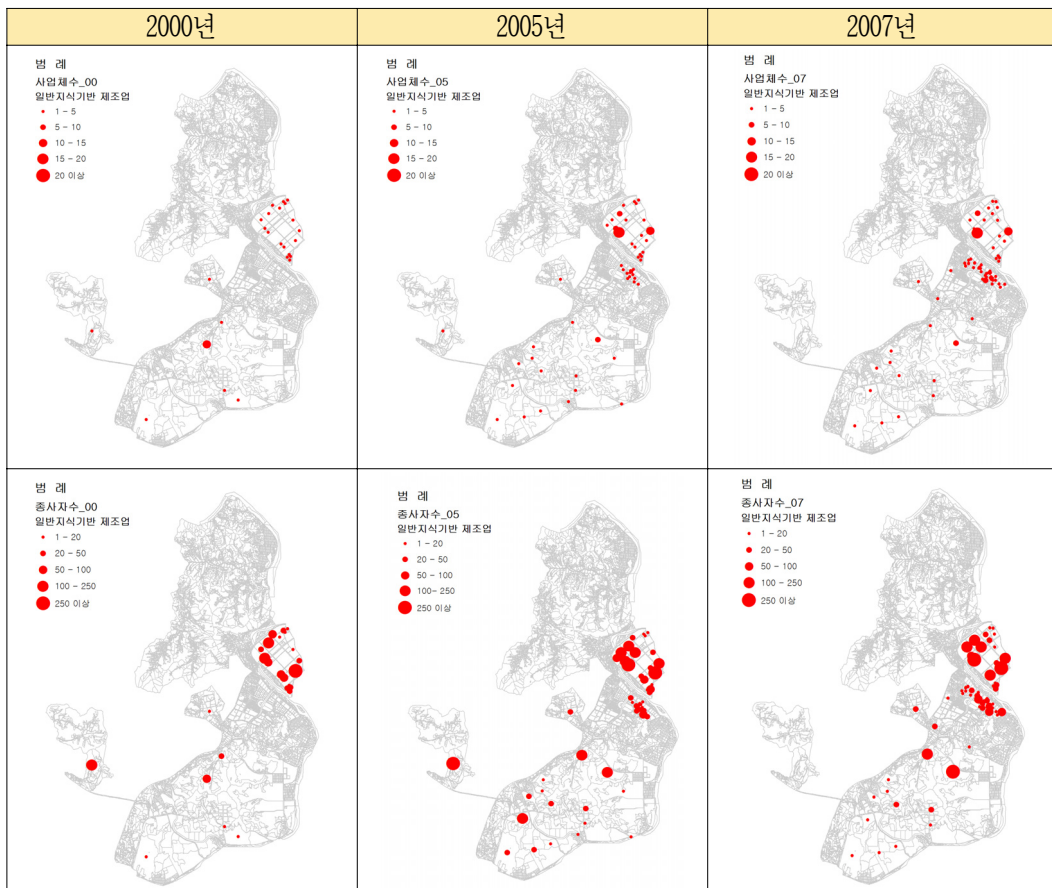 2000년
2005년
2007년
범 례
사업체수_00
일반지식기반 제조업
1 - 5
5 - 10
10 - 15
15 - 20
20 이상
범 례
사업체수_05
일반지식기반 제조업
1 - 5
5 - 10
10 - 15
15 - 20
20 이상
범 례
사업체수_07
일반지식기반 제조업
1 - 5
5 - 10
10 - 15
15 - 20
20 이상
범 례
종사자수_00
일반지식기반 제조업
1 - 20
20 - 50
50 - 100
100 - 250
250 이상
범 례
종사자수_05
일반지식기반 제조업
1 - 20
20 - 50
50 - 100
100- 250
250 이상
범 례
종사자수_07
일반지식기반 제조업
1 - 20
20 - 50
50 - 100
100 - 250
250 이상